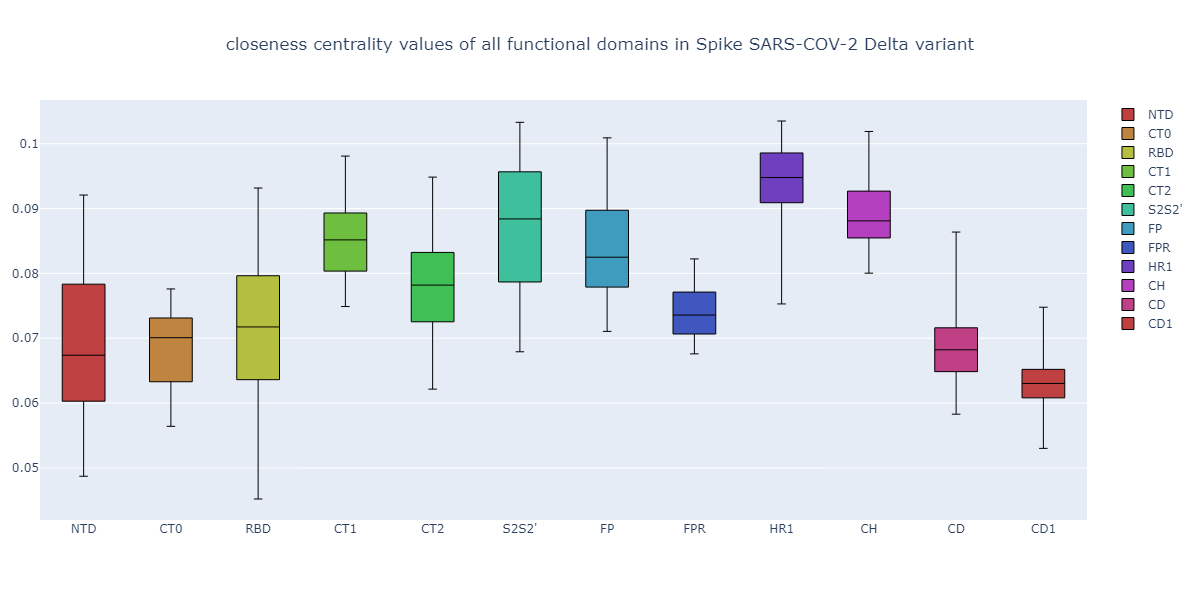 closeness centrality values of all functional domains in Spike SARS-COV-2 Delta variant
0.1
0.09
0.08
0.07
0.06
0.05
NTD CT0 RBD CT1 CT2 S2S2' FP FPR HR1 CH CD CD1
NTD
CT0
RBD
CT1
CT2
S2S2'
FP
FPR
HR1
CH
CD
CD1